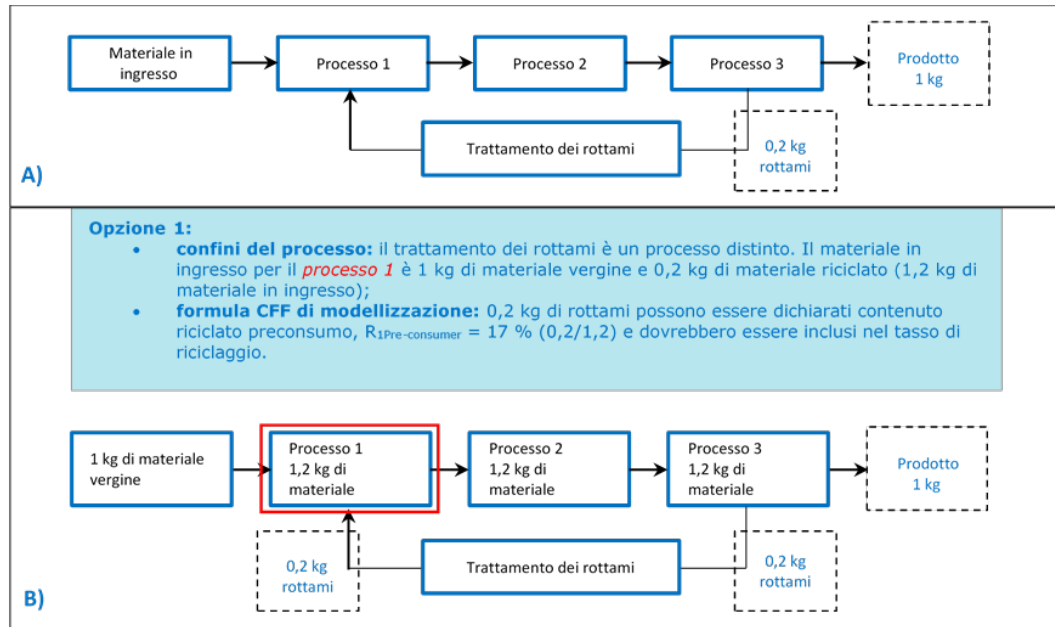 Materiale in
ingresso
Processo 1
Processo 2
Processo 3
Prodotto
1 kg
Trattamento dei rottami
0,2 kg
rottami
A)
Opzione 1:
• confini del processo: il trattamento dei rottami è un processo distinto. Il materiale in
ingresso per il processo 1 è 1 kg di materiale vergine e 0,2 kg di materiale riciclato (1,2 kg di
materiale in ingresso);
• formula CFF di modellizzazione: 0,2 kg di rottami possono essere dichiarati contenuto
riciclato preconsumo, R1Pre-consumer = 17 % (0,2/1,2) e dovrebbero essere inclusi nel tasso di
riciclaggio.
1 kg di materiale
vergine
Processo 1
1,2 kg di
materiale
Processo 2
1,2 kg di
materiale
Processo 3
1,2 kg di
materiale
Prodotto
1 kg
0,2 kg
rottami
Trattamento dei rottami
0,2 kg
rottami
B)